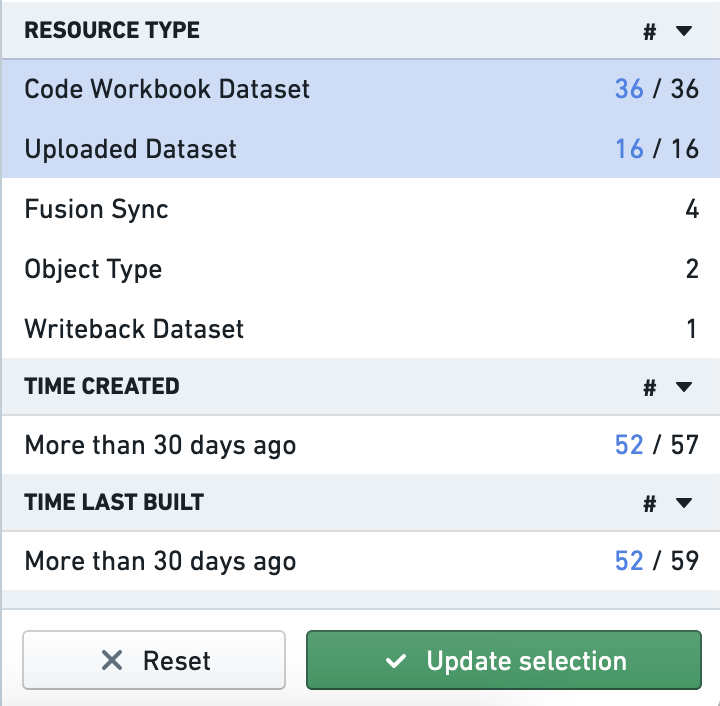 RESOURCE TYPE #
Code Workbook Dataset 36 / 36
Uploaded Dataset 16 / 16
Fusion Sync 4
Object Type 2
Writeback Dataset 1
TIME CREATED #
More than 30 days ago 52 / 57
TIME LAST BUILT #
More than 30 days ago 52 / 59
Reset Update selection